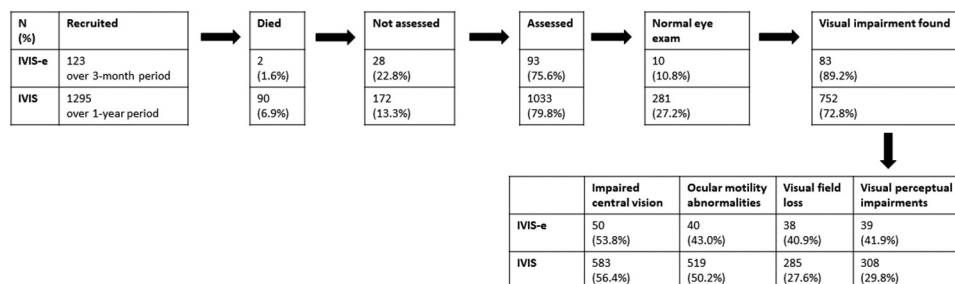 N (%) Recruited Died Not assessed Assessed Normal eye exam Visual impairment found
IVIS-e 123 over 3-month period 2 (1.6%) 28 (22.8%) 93 (75.6%) 10 (10.8%) 83 (89.2%)
IVIS 1295 over 1-year period 90 (6.9%) 172 (13.3%) 1033 (79.8%) 281 (27.2%) 752 (72.8%)
Impaired central vision Ocular motility abnormalities Visual field loss Visual perceptual impairments
IVIS-e 50 (53.8%) 40 (43.0%) 38 (40.9%) 39 (41.9%)
IVIS 583 (56.4%) 519 (50.2%) 285 (27.6%) 308 (29.8%)